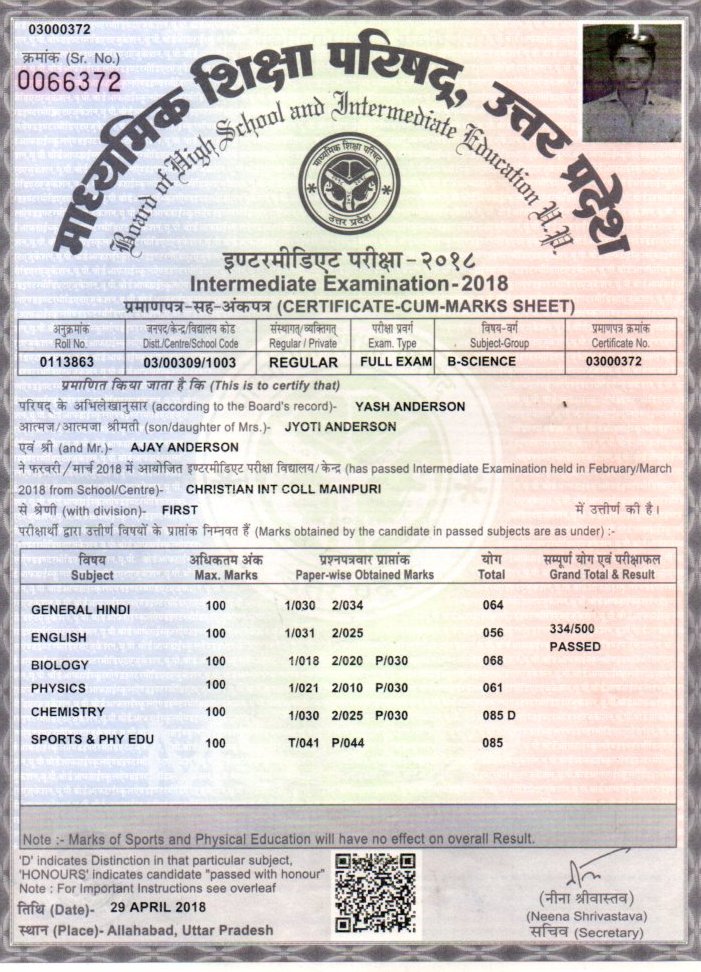 03000372
क्रमांक (Sr. No.)
0066372
माध्यमिक शिक्षा परिषद्, उत्तर प्रदेश
Board of High School and Intermediate Education U.P.
माध्यमिक शिक्षा परिषद्
उत्तर प्रदेश
इण्टरमीडिएट परीक्षा-२०१८
Intermediate Examination-2018
प्रमाणपत्र-सह-अंकपत्र (CERTIFICATE-CUM-MARKS SHEET)
अनुक्रमांक जनपद/केन्द्र/विद्यालय कोड संस्थागत/व्यक्तिगत परीक्षा प्रवर्ग विषय-वर्ग प्रमाणपत्र क्रमांक
Roll No. Distt./Centre/School Code Regular / Private Exam. Type Subject-Group Certificate No.
0113863 03/00309/1003 REGULAR FULL EXAM B-SCIENCE 03000372
प्रमाणित किया जाता है कि (This is to certify that)
परिषद् के अभिलेखानुसार (according to the Board's record)- YASH ANDERSON
आत्मज/आत्मजा श्रीमती (son/daughter of Mrs.)- JYOTI ANDERSON
एवं श्री (and Mr.)- AJAY ANDERSON
ने फरवरी/मार्च 2018 में आयोजित इण्टरमीडिएट परीक्षा विद्यालय/केन्द्र (has passed Intermediate Examination held in February/March
2018 from School/Centre)- CHRISTIAN INT COLL MAINPURI
से श्रेणी (with division)- FIRST में उत्तीर्ण की है।
परीक्षार्थी द्वारा उत्तीर्ण विषयों के प्राप्तांक निम्नवत हैं (Marks obtained by the candidate in passed subjects are as under) :-
विषय अधिकतम अंक प्रश्नपत्रवार प्राप्तांक योग सम्पूर्ण योग एवं परीक्षाफल
Subject Max. Marks Paper-wise Obtained Marks Total Grand Total & Result
GENERAL HINDI 100 1/030 2/034 064
ENGLISH 100 1/031 2/025 056 334/500
PASSED
BIOLOGY 100 1/018 2/020 P/030 068
PHYSICS 100 1/021 2/010 P/030 061
CHEMISTRY 100 1/030 2/025 P/030 085 D
SPORTS & PHY EDU 100 T/041 P/044 085
Note :- Marks of Sports and Physical Education will have no effect on overall Result.
'D' indicates Distinction in that particular subject,
'HONOURS' indicates candidate "passed with honour"
Note : For Important Instructions see overleaf
तिथि (Date)- 29 APRIL 2018
स्थान (Place)- Allahabad, Uttar Pradesh
(नीना श्रीवास्तव)
(Neena Shrivastava)
सचिव (Secretary)